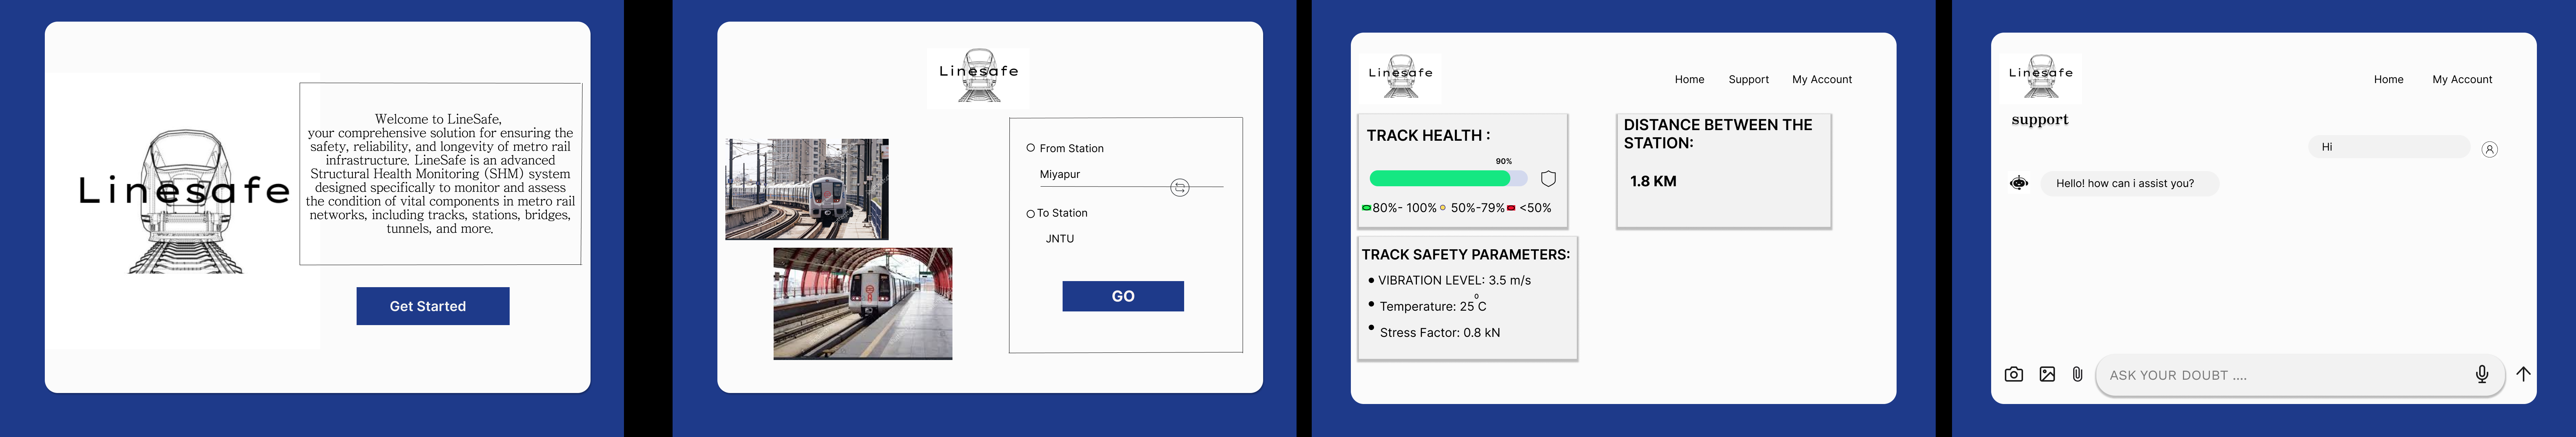 Linesafe
Welcome to LineSafe,
your comprehensive solution for ensuring the
safety, reliability, and longevity of metro rail
infrastructure. LineSafe is an advanced
Structural Health Monitoring (SHM) system
designed specifically to monitor and assess
the condition of vital components in metro rail
networks, including tracks, stations, bridges,
tunnels, and more.
Get Started
Linesafe
From Station
Miyapur
To Station
JNTU
GO
Linesafe
Home Support My Account
TRACK HEALTH :
90%
80%- 100% 50%-79% <50%
DISTANCE BETWEEN THE
STATION:
1.8 KM
TRACK SAFETY PARAMETERS:
• VIBRATION LEVEL: 3.5 m/s
• Temperature: 25⁰C
• Stress Factor: 0.8 kN
Linesafe
Home My Account
support
Hi
Hello! how can i assist you?
ASK YOUR DOUBT ....